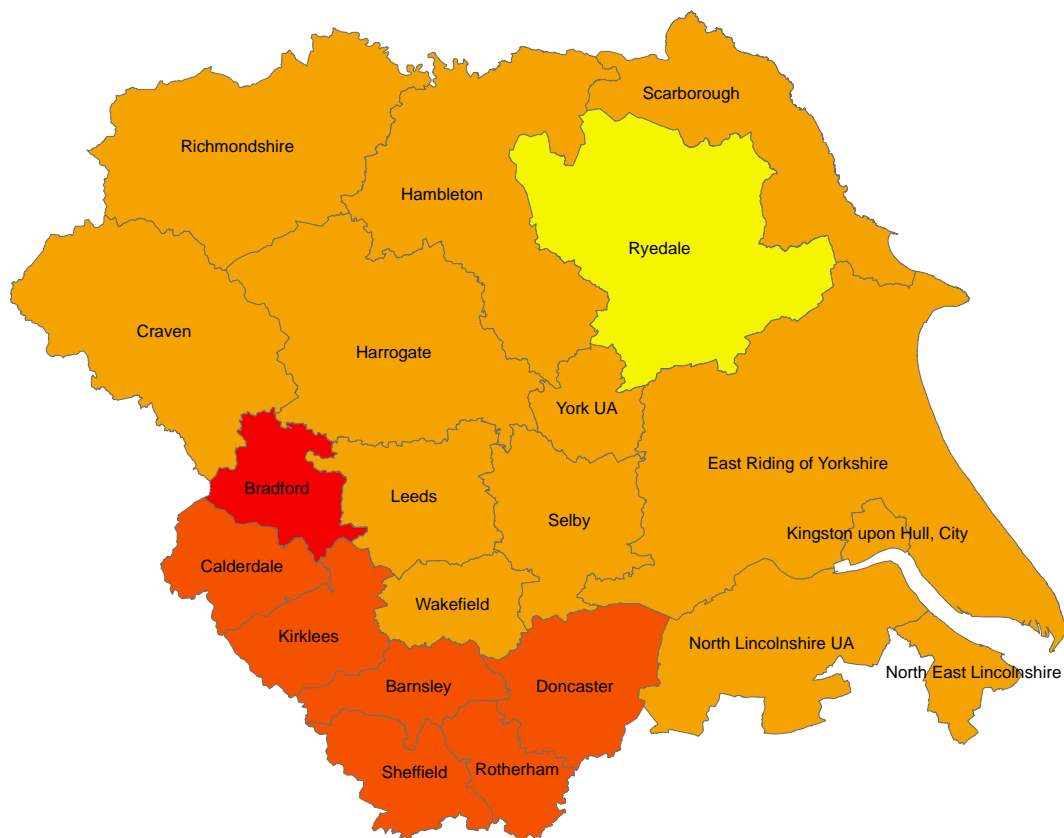 Scarborough
Richmondshire
Hambleton
Ryedale
Craven
Harrogate
York UA
East Riding of Yorkshire
Bradford
Leeds
Selby
Kingston upon Hull, City
Calderdale
Wakefield
Kirklees
North Lincolnshire UA
North East Lincolnshire
Barnsley
Doncaster
Sheffield
Rotherham